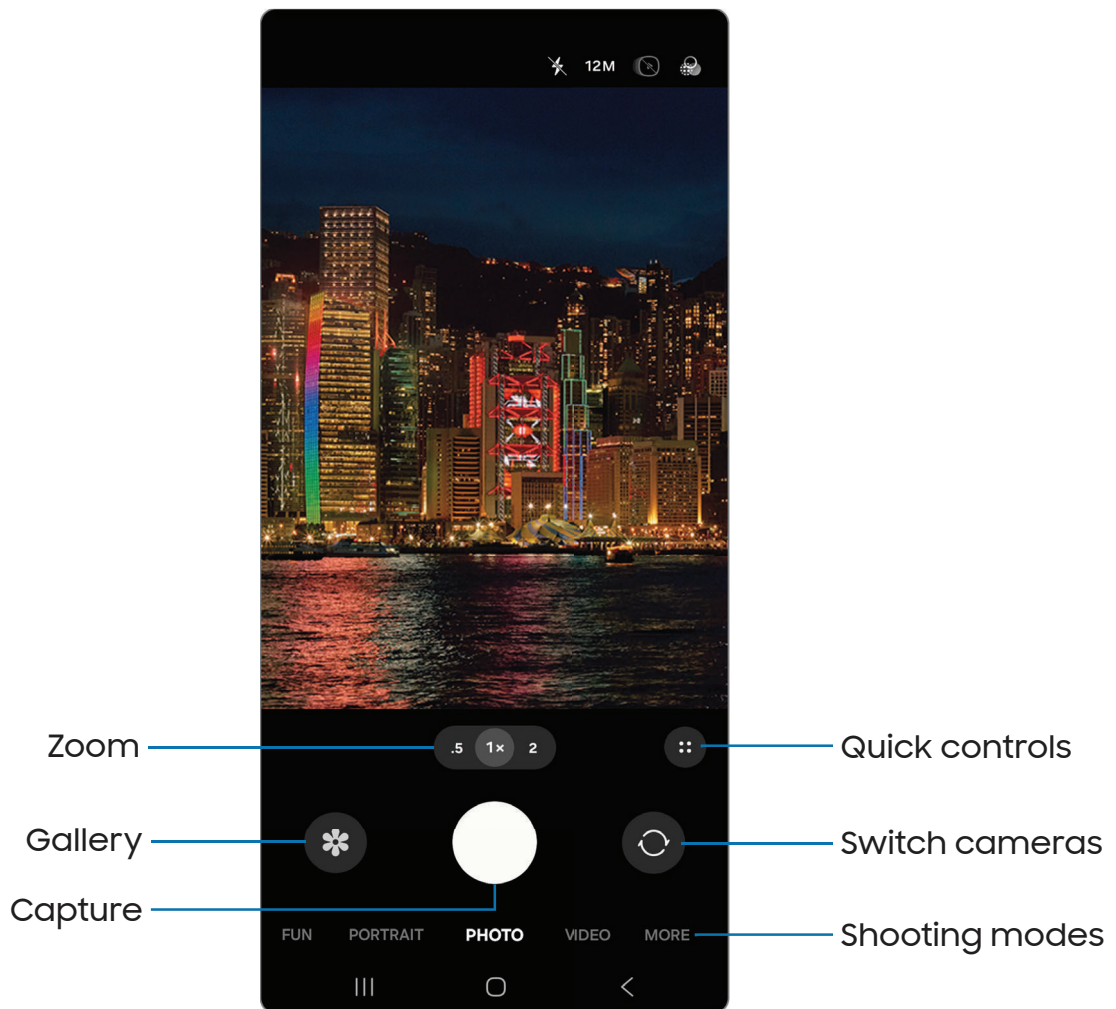 12M
Zoom
.5 1× 2
Quick controls
Gallery
Switch cameras
Capture
FUN PORTRAIT PHOTO VIDEO MORE
Shooting modes